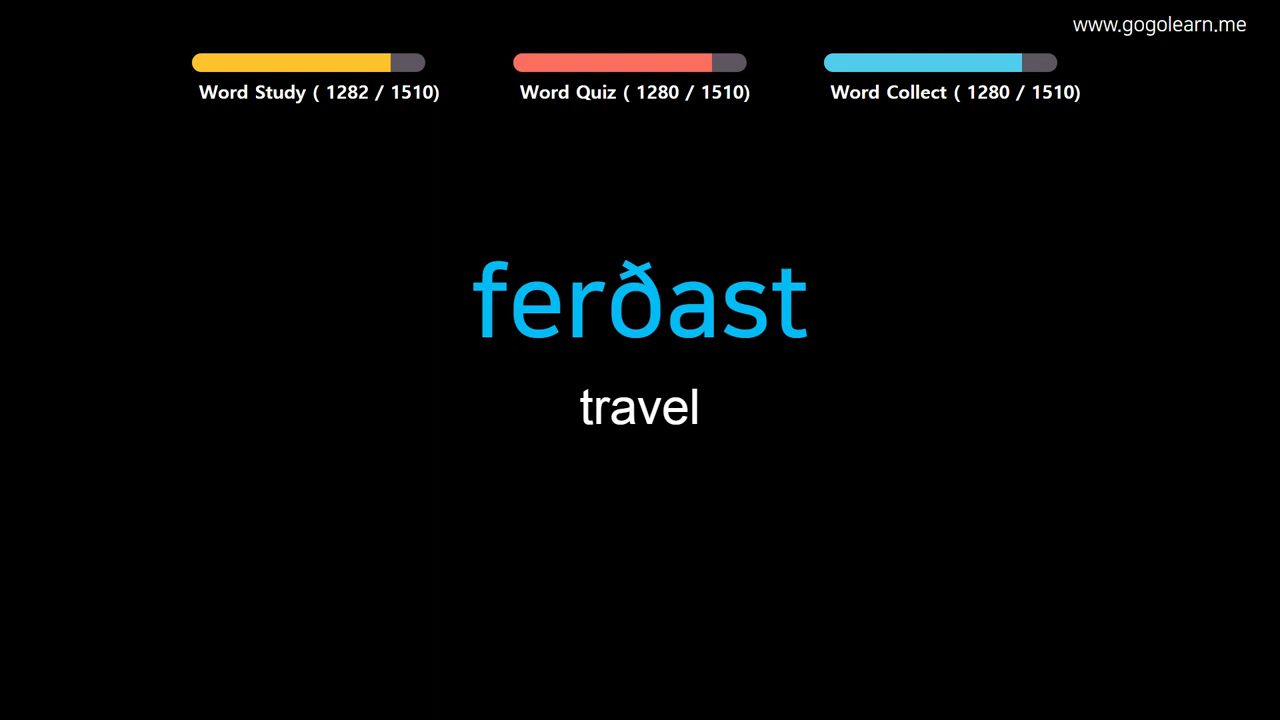 www.gogolearn.me
Word Study ( 1282 / 1510)
Word Quiz ( 1280 / 1510)
Word Collect ( 1280 / 1510)
ferðast
travel